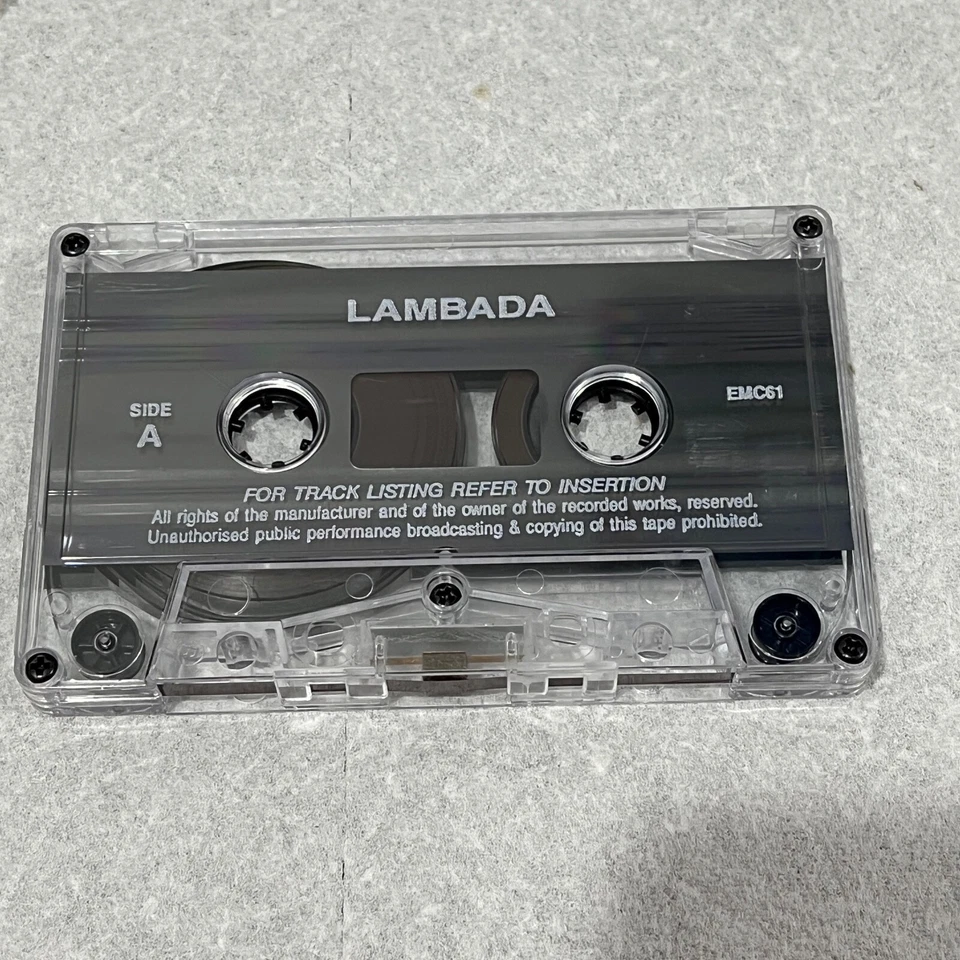 LAMBADA
SIDE
A
EMC61
FOR TRACK LISTING REFER TO INSERTION
All rights of the manufacturer and of the owner of the recorded works, reserved.
Unauthorised public performance broadcasting & copying of this tape prohibited.